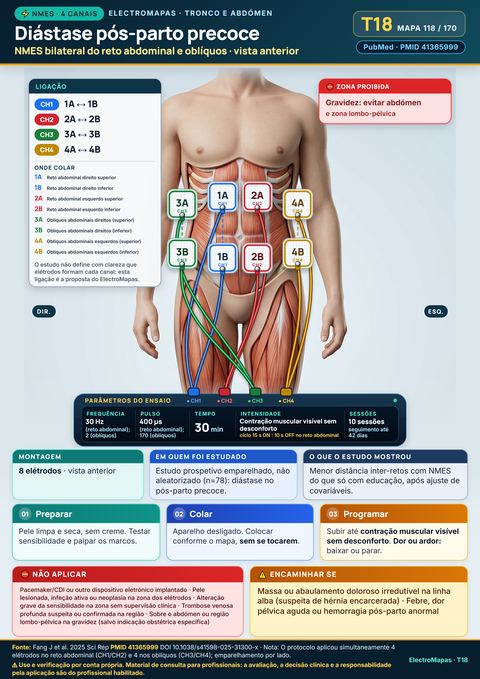 NMES · 4 CANAIS ELECTROMAPAS · TRONCO E ABDÓMEN
Diástase pós-parto precoce
NMES bilateral do reto abdominal e oblíquos · vista anterior
T18 MAPA 118 / 170
PubMed · PMID 41365999
LIGAÇÃO
CH1 1A ↔ 1B
CH2 2A ↔ 2B
CH3 3A ↔ 3B
CH4 4A ↔ 4B
ONDE COLAR
1A Reto abdominal direito superior
1B Reto abdominal direito inferior
2A Reto abdominal esquerdo superior
2B Reto abdominal esquerdo inferior
3A Oblíquos abdominais direitos (superior)
3B Oblíquos abdominais direitos (inferior)
4A Oblíquos abdominais esquerdos (superior)
4B Oblíquos abdominais esquerdos (inferior)
O estudo não define com clareza que
elétrodos formam cada canal; esta
ligação é a proposta do ElectroMapas.
ZONA PROIBIDA
Gravidez: evitar abdómen
e zona lombo-pélvica
3A CH3
1A CH1
2A CH2
4A CH4
3B CH3
1B CH1
2B CH2
4B CH4
DIR.
ESQ.
CH1 CH2 CH3 CH4
PARÂMETROS DO ENSAIO
FREQUÊNCIA
30 Hz
(reto abdominal);
2 (oblíquos)
PULSO
400 µs
(reto abdominal);
170 (oblíquos)
TEMPO
30 min
INTENSIDADE
Contração muscular visível sem
desconforto
ciclo 15 s ON : 10 s OFF no reto abdominal
SESSÕES
10 sessões
seguimento até
42 dias
MONTAGEM
8 elétrodos · vista anterior
EM QUEM FOI ESTUDADO
Estudo prospetivo emparelhado, não
aleatorizado (n=78): diástase no
pós-parto precoce.
O QUE O ESTUDO MOSTROU
Menor distância inter-retos com NMES
do que só com educação, após ajuste de
covariáveis.
01 Preparar
Pele limpa e seca, sem creme. Testar
sensibilidade e palpar os marcos.
02 Colar
Aparelho desligado. Colocar
conforme o mapa, sem se tocarem.
03 Programar
Subir até contração muscular visível
sem desconforto. Dor ou ardor:
baixar ou parar.
NÃO APLICAR
Pacemaker/CDI ou outro dispositivo eletrónico implantado · Pele
lesionada, infeção ativa ou neoplasia na zona dos elétrodos · Alteração
grave da sensibilidade na zona sem supervisão clínica · Trombose venosa
profunda suspeita ou confirmada na região · Sobre o abdómen ou região
lombo-pélvica na gravidez (salvo indicação obstétrica específica)
ENCAMINHAR SE
Massa ou abaulamento doloroso irredutível na linha
alba (suspeita de hérnia encarcerada) · Febre, dor
pélvica aguda ou hemorragia pós-parto anormal
Fonte: Fang J et al. 2025 Sci Rep PMID 41365999 DOI 10.1038/s41598-025-31300-x · Nota: O protocolo aplicou simultaneamente 4
elétrodos no reto abdominal (CH1/CH2) e 4 nos oblíquos (CH3/CH4); emparelhamento por lado.
Uso e verificação por conta própria. Material de consulta para profissionais: a avaliação, a decisão clínica e a responsabilidade
pela aplicação são do profissional habilitado.
ElectroMapas · T18